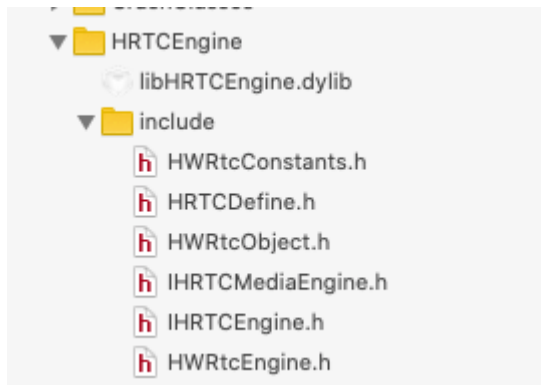 HRTCEngine
libHRTCEngine.dylib
include
HWRtcConstants.h
HRTCDefine.h
HWRtcObject.h
IHRTCMediaEngine.h
IHRTCEngine.h
HWRtcEngine.h